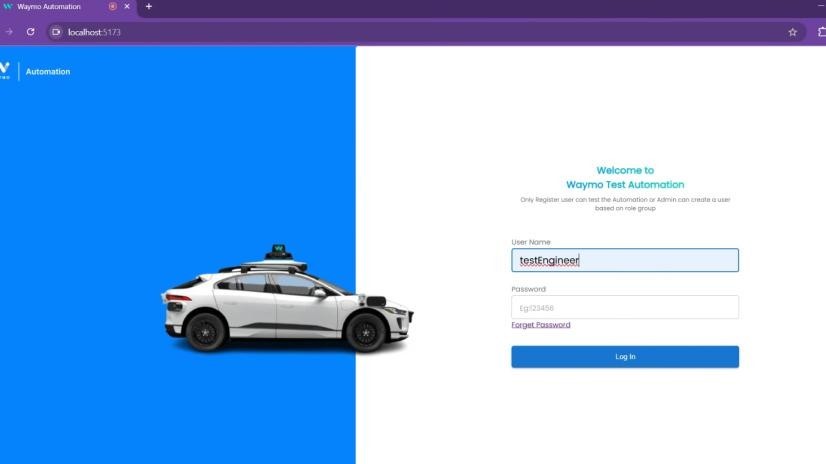 Waymo Automation
localhost:5173
Automation
Welcome to
Waymo Test Automation
Only Register user can test the Automation or Admin can create a user
based on role group
User Name
testEngineer
Password
Eg:123456
Forget Password
Log In